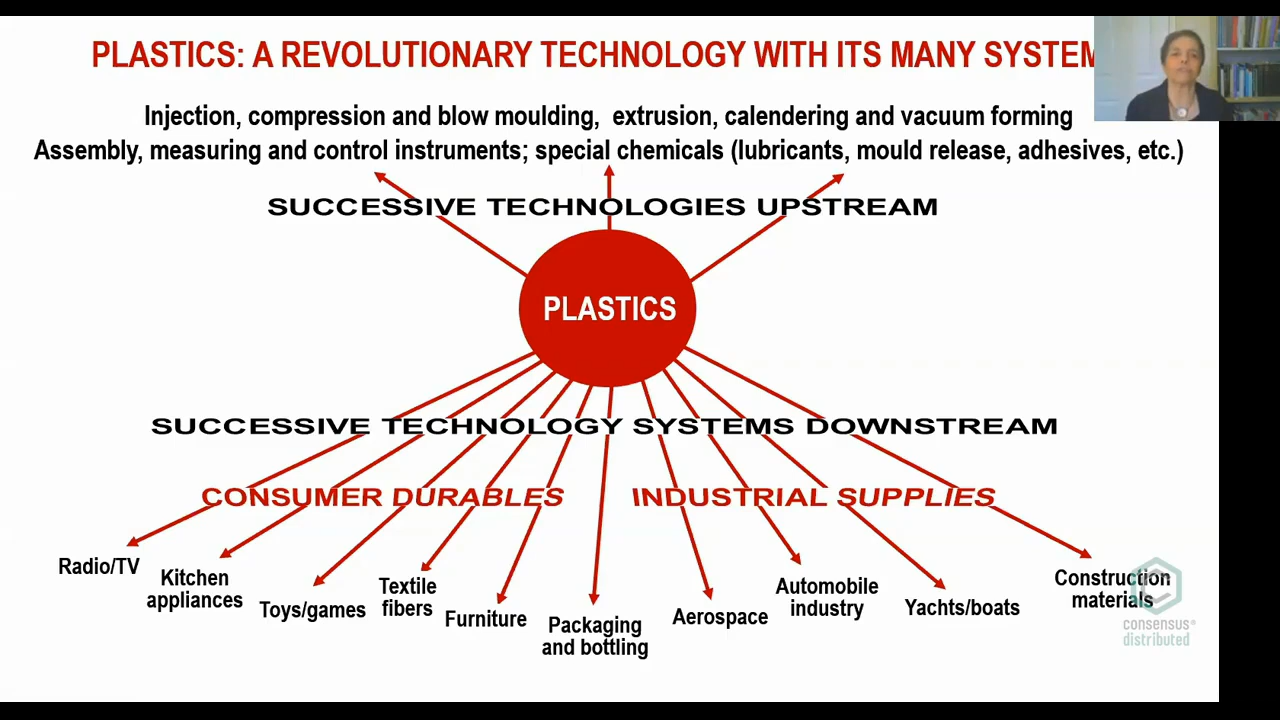 PLASTICS: A REVOLUTIONARY TECHNOLOGY WITH ITS MANY SYSTEM
Injection, compression and blow moulding, extrusion, calendering and vacuum forming
Assembly, measuring and control instruments; special chemicals (lubricants, mould release, adhesives, etc.)
SUCCESSIVE TECHNOLOGIES UPSTREAM
PLASTICS
SUCCESSIVE TECHNOLOGY SYSTEMS DOWNSTREAM
CONSUMER DURABLES
INDUSTRIAL SUPPLIES
Radio/TV
Kitchen
appliances
Toys/games
Textile
fibers
Furniture
Packaging
and bottling
Aerospace
Automobile
industry
Yachts/boats
Construction
materials
consensus®
distributed